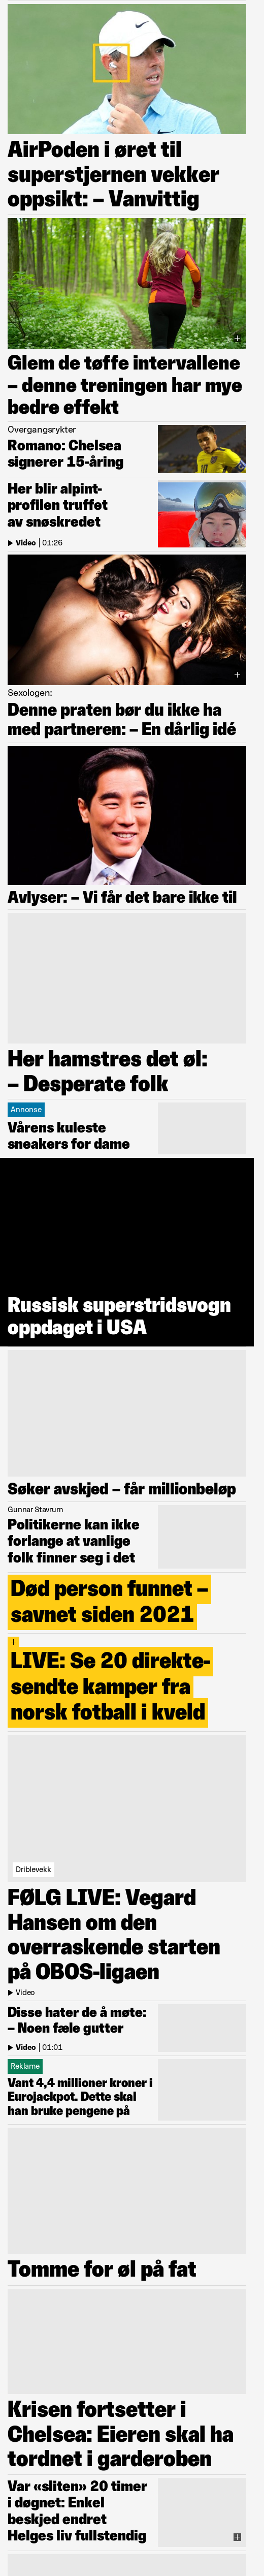 AirPoden i øret til
superstjernen vekker
oppsikt: – Vanvittig
Glem de tøffe intervallene
– denne treningen har mye
bedre effekt
Overgangsrykter
Romano: Chelsea
signerer 15-åring
Her blir alpint-
profilen truffet
av snøskredet
Video | 01:26
Sexologen:
Denne praten bør du ikke ha
med partneren: – En dårlig idé
Avlyser: – Vi får det bare ikke til
Her hamstres det øl:
– Desperate folk
Annonse
Vårens kuleste
sneakers for dame
Russisk superstridsvogn
oppdaget i USA
Søker avskjed – får millionbeløp
Gunnar Stavrum
Politikerne kan ikke
forlange at vanlige
folk finner seg i det
Død person funnet –
savnet siden 2021
+
LIVE: Se 20 direkte-
sendte kamper fra
norsk fotball i kveld
Driblevekk
FØLG LIVE: Vegard
Hansen om den
overraskende starten
på OBOS-ligaen
Video
Disse hater de å møte:
– Noen fæle gutter
Video | 01:01
Reklame
Vant 4,4 millioner kroner i
Eurojackpot. Dette skal
han bruke pengene på
Tomme for øl på fat
Krisen fortsetter i
Chelsea: Eieren skal ha
tordnet i garderoben
Var «sliten» 20 timer
i døgnet: Enkel
beskjed endret
Helges liv fullstendig